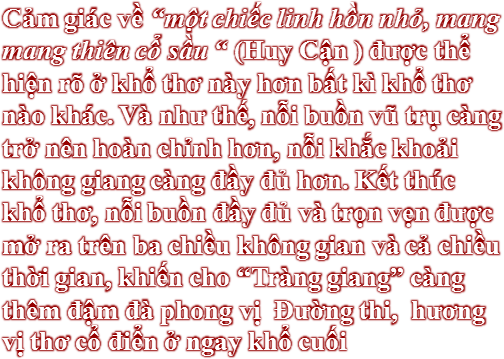 Cảm giác về “một chiếc linh hồn nhỏ, mang
mang thiên cổ sầu “ (Huy Cận ) được thể
hiện rõ ở khổ thơ này hơn bất kì khổ thơ
nào khác. Và như thế, nỗi buồn vũ trụ càng
trở nên hoàn chỉnh hơn, nỗi khắc khoải
không giang càng đầy đủ hơn. Kết thúc
khổ thơ, nỗi buồn đầy đủ và trọn vẹn được
mở ra trên ba chiều không gian và cả chiều
thời gian, khiến cho “Tràng giang” càng
thêm đậm đà phong vị Đường thi, hương
vị thơ cổ điển ở ngay khổ cuối